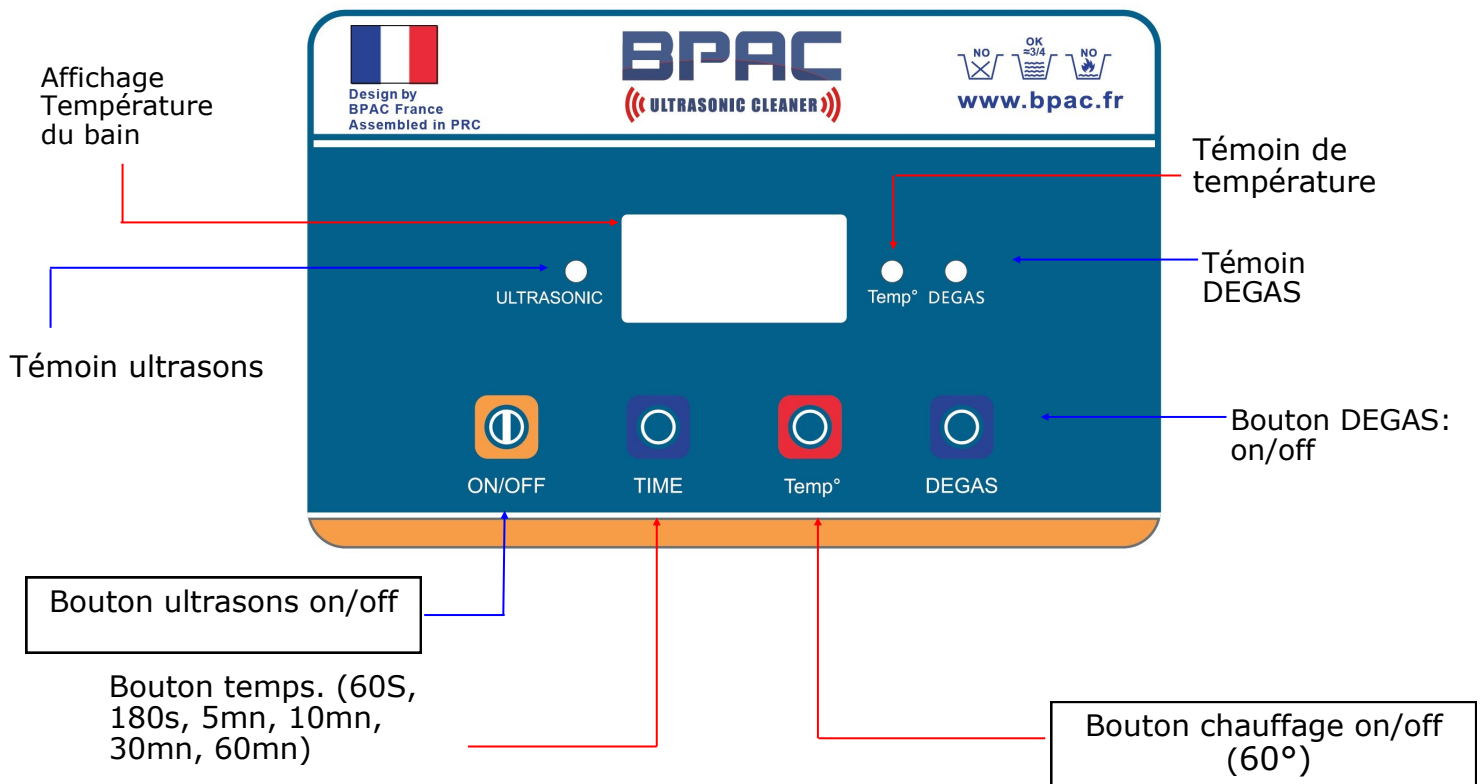 Affichage
Température
du bain
Design by
BPAC France
Assembled in PRC
BPAC
ULTRASONIC CLEANER
NO
OK
≈3/4
NO
www.bpac.fr
Témoin de
température
Témoin
DEGAS
ULTRASONIC
Temp° DEGAS
Témoin ultrasons
Bouton DEGAS:
on/off
ON/OFF
TIME
Temp°
DEGAS
Bouton ultrasons on/off
Bouton temps. (60S,
180s, 5mn, 10mn,
30mn, 60mn)
Bouton chauffage on/off
(60°)